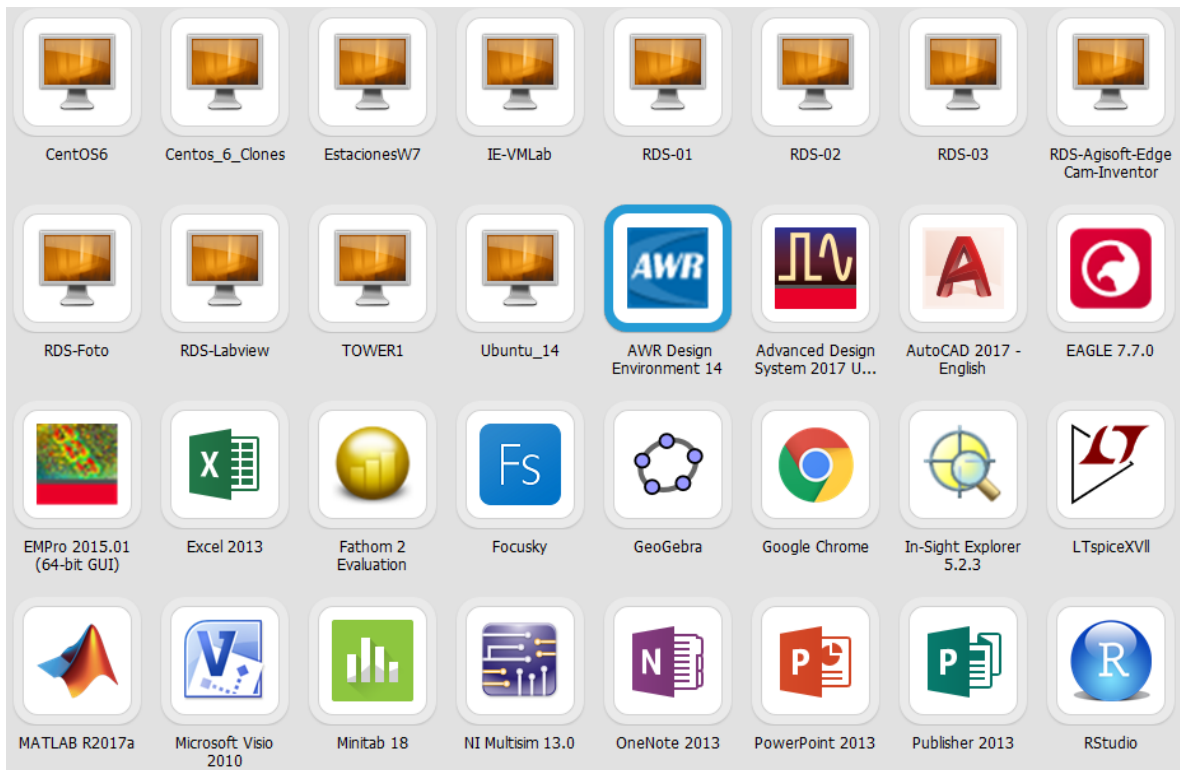 CentOS6
Centos_6_Clones
EstacionesW7
IE-VMLab
RDS-01
RDS-02
RDS-03
RDS-Agisoft-Edge
Cam-Inventor
RDS-Foto
RDS-Labview
TOWER1
Ubuntu_14
AWR
AWR Design
Environment 14
Advanced Design
System 2017 U...
A
AutoCAD 2017 -
English
EAGLE 7.7.0
EMPro 2015.01
(64-bit GUI)
X
Excel 2013
Fathom 2
Evaluation
Fs
Focusky
GeoGebra
Google Chrome
In-Sight Explorer
5.2.3
LT
LTspiceXVII
MATLAB R2017a
V
Microsoft Visio
2010
Minitab 18
NI Multisim 13.0
N
OneNote 2013
P
PowerPoint 2013
P
Publisher 2013
R
RStudio